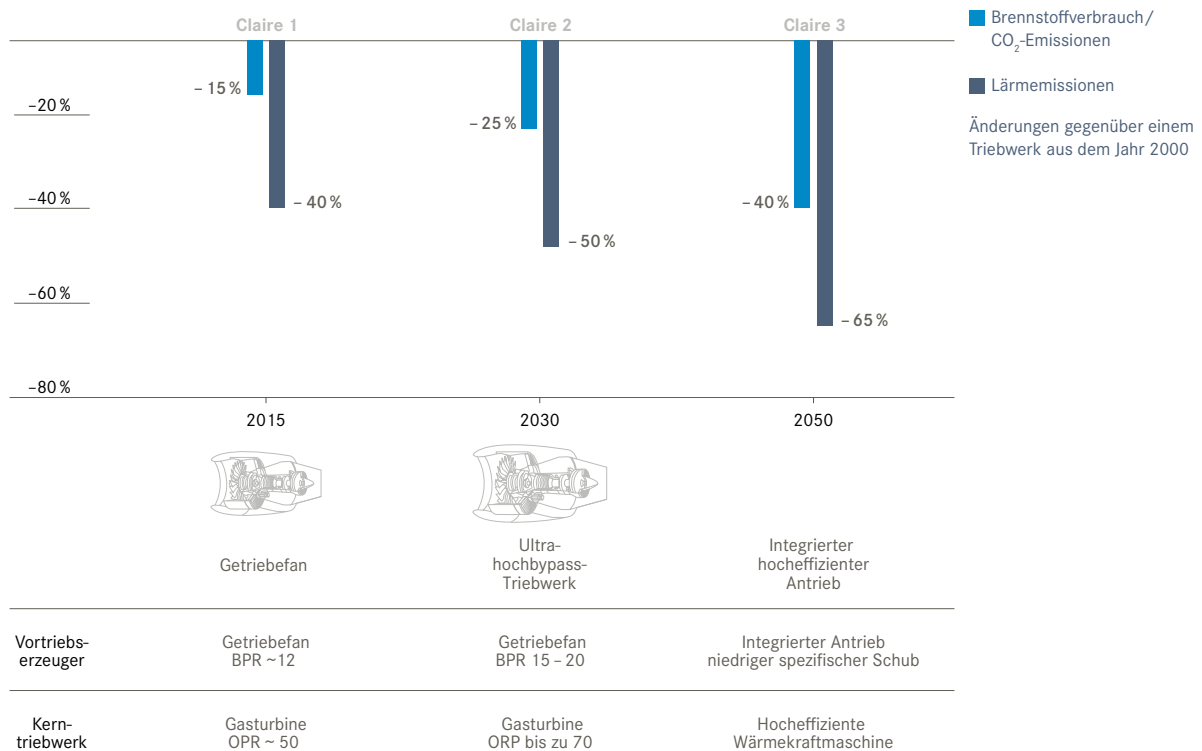 Claire 1
Claire 2
Claire 3
Brennstoffverbrauch/
CO2-Emissionen
Lärmemissionen
Änderungen gegenüber einem
Triebwerk aus dem Jahr 2000
–20 %
–40 %
–60 %
–80 %
– 15 %
– 40 %
– 25 %
– 50 %
– 40 %
– 65 %
2015
2030
2050
Getriebefan
Ultra-
hochbypass-
Triebwerk
Integrierter
hocheffizienter
Antrieb
Vortriebs-
erzeuger
Getriebefan
BPR ~12
Getriebefan
BPR 15 – 20
Integrierter Antrieb
niedriger spezifischer Schub
Kern-
triebwerk
Gasturbine
OPR ~ 50
Gasturbine
ORP bis zu 70
Hocheffiziente
Wärmekraftmaschine